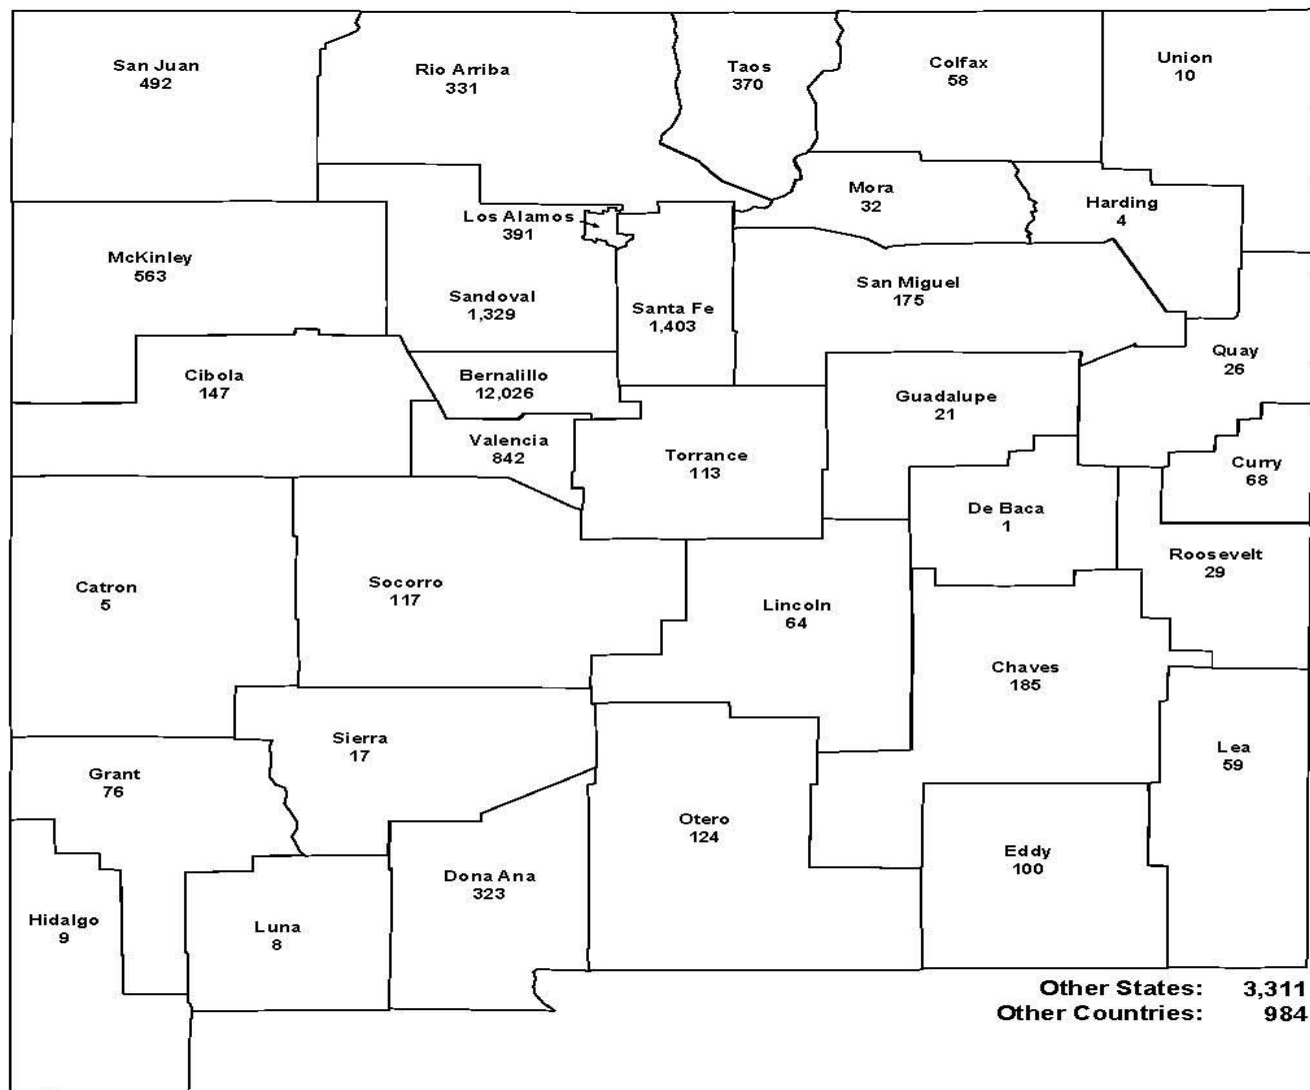 San Juan
492
Rio Arriba
331
Taos
370
Colfax
58
Union
10
Mora
32
Harding
4
Los Alamos
391
McKinley
563
Sandoval
1,329
Santa Fe
1,403
San Miguel
175
Quay
26
Cibola
147
Bernalillo
12,026
Guadalupe
21
Valencia
842
Torrance
113
Curry
68
De Baca
1
Roosevelt
29
Catron
5
Socorro
117
Lincoln
64
Chaves
185
Sierra
17
Lea
59
Grant
76
Otero
124
Eddy
100
Dona Ana
323
Hidalgo
9
Luna
8
Other States: 3,311
Other Countries: 984